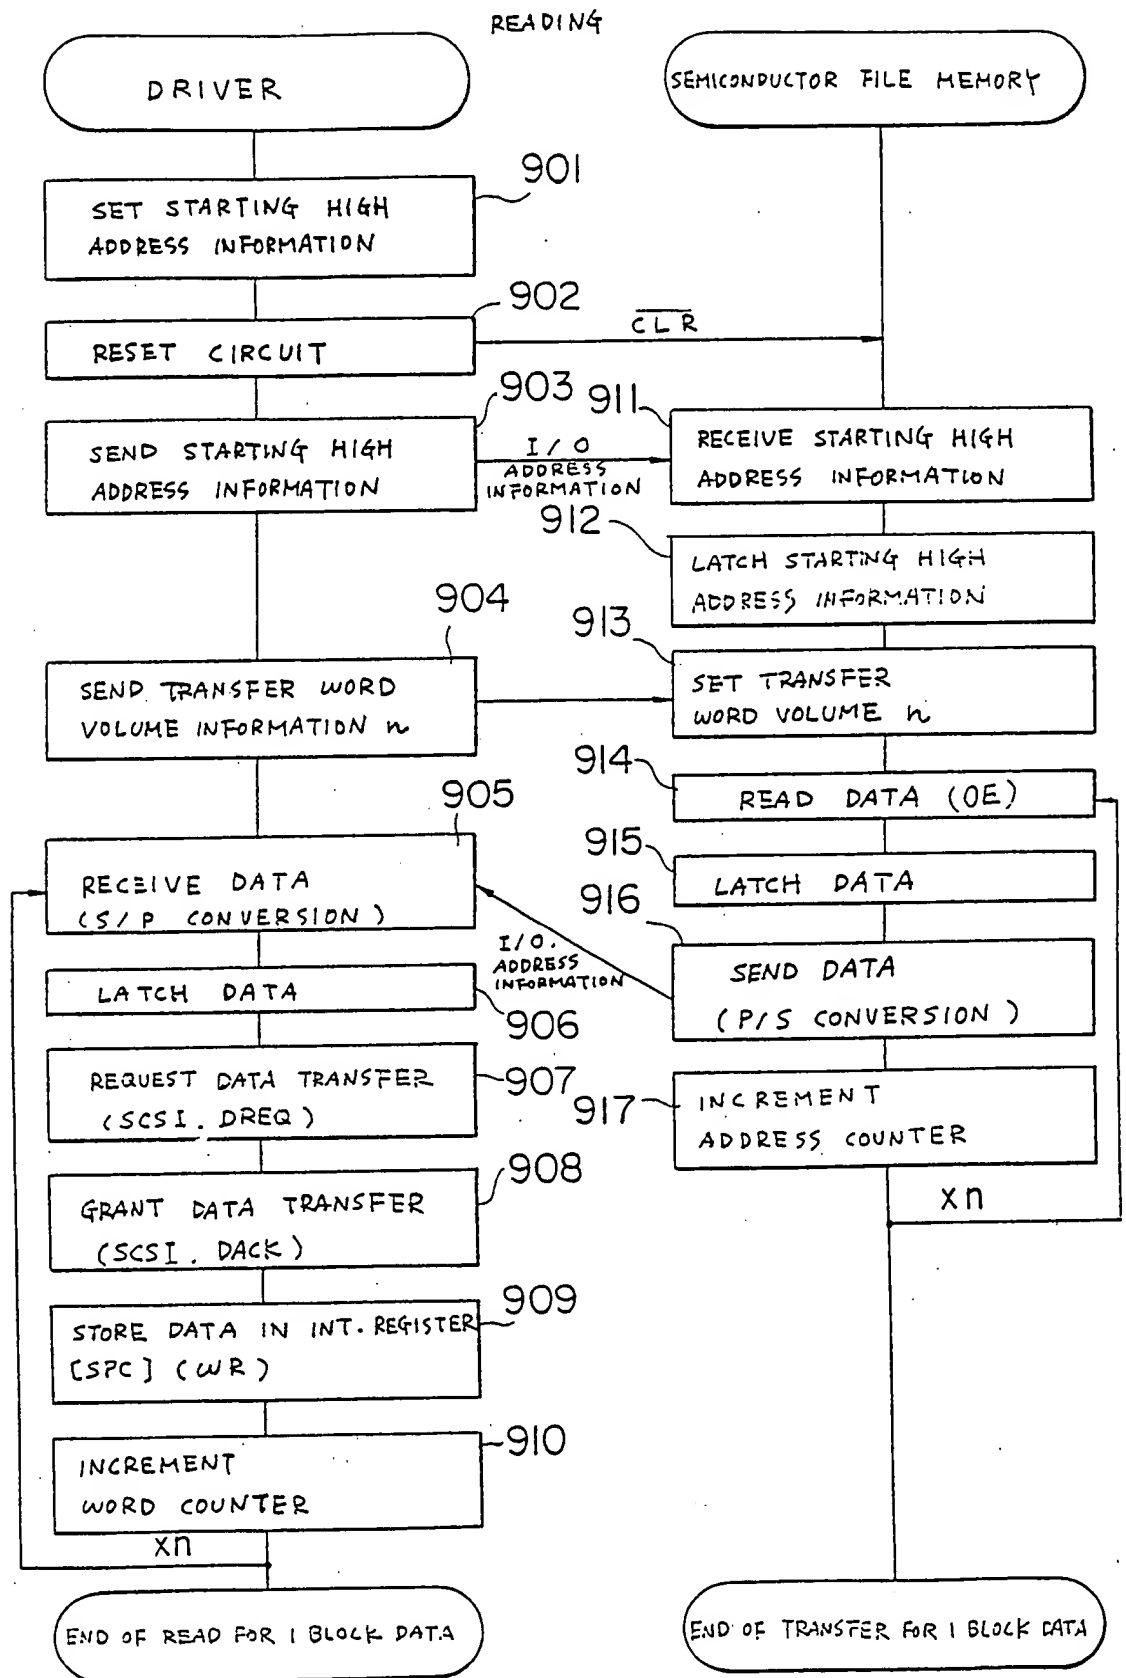 READING
DRIVER
SEMICONDUCTOR FILE MEMORY
901
SET STARTING HIGH
ADDRESS INFORMATION
902
RESET CIRCUIT
CLR
903
SEND STARTING HIGH
ADDRESS INFORMATION
I/O
ADDRESS
INFORMATION
911
RECEIVE STARTING HIGH
ADDRESS INFORMATION
912
LATCH STARTING HIGH
ADDRESS INFORMATION
904
SEND TRANSFER WORD
VOLUME INFORMATION n
913
SET TRANSFER
WORD VOLUME n
914
READ DATA (OE)
905
RECEIVE DATA
(S/P CONVERSION)
915
LATCH DATA
916
SEND DATA
(P/S CONVERSION)
I/O.
ADDRESS
INFORMATION
LATCH DATA
906
REQUEST DATA TRANSFER
(SCSI. DREQ)
907
917
INCREMENT
ADDRESS COUNTER
xn
GRANT DATA TRANSFER
(SCSI. DACK)
908
STORE DATA IN INT. REGISTER
[SPC] (WR)
909
INCREMENT
WORD COUNTER
910
xn
END OF READ FOR 1 BLOCK DATA
END OF TRANSFER FOR 1 BLOCK DATA